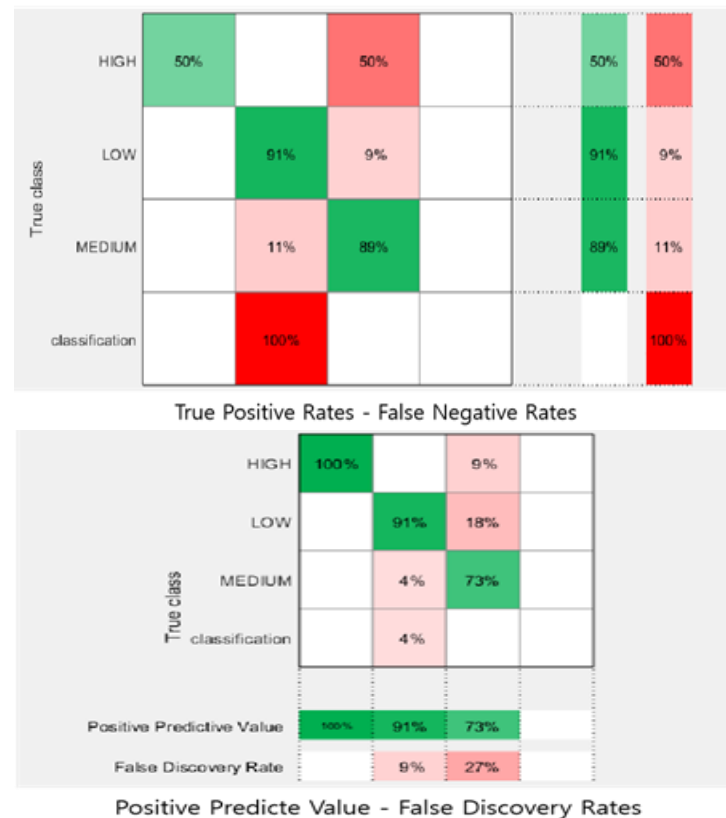 HIGH 50% 50% 50% 50%
LOW 91% 9% 91% 9%
True class
MEDIUM 11% 89% 89% 11%
classification 100% 100%
True Positive Rates - False Negative Rates
HIGH 100% 9%
LOW 91% 18%
MEDIUM 4% 73%
True class
classification 4%
Positive Predictive Value 100% 91% 73%
False Discovery Rate 9% 27%
Positive Predicte Value - False Discovery Rates